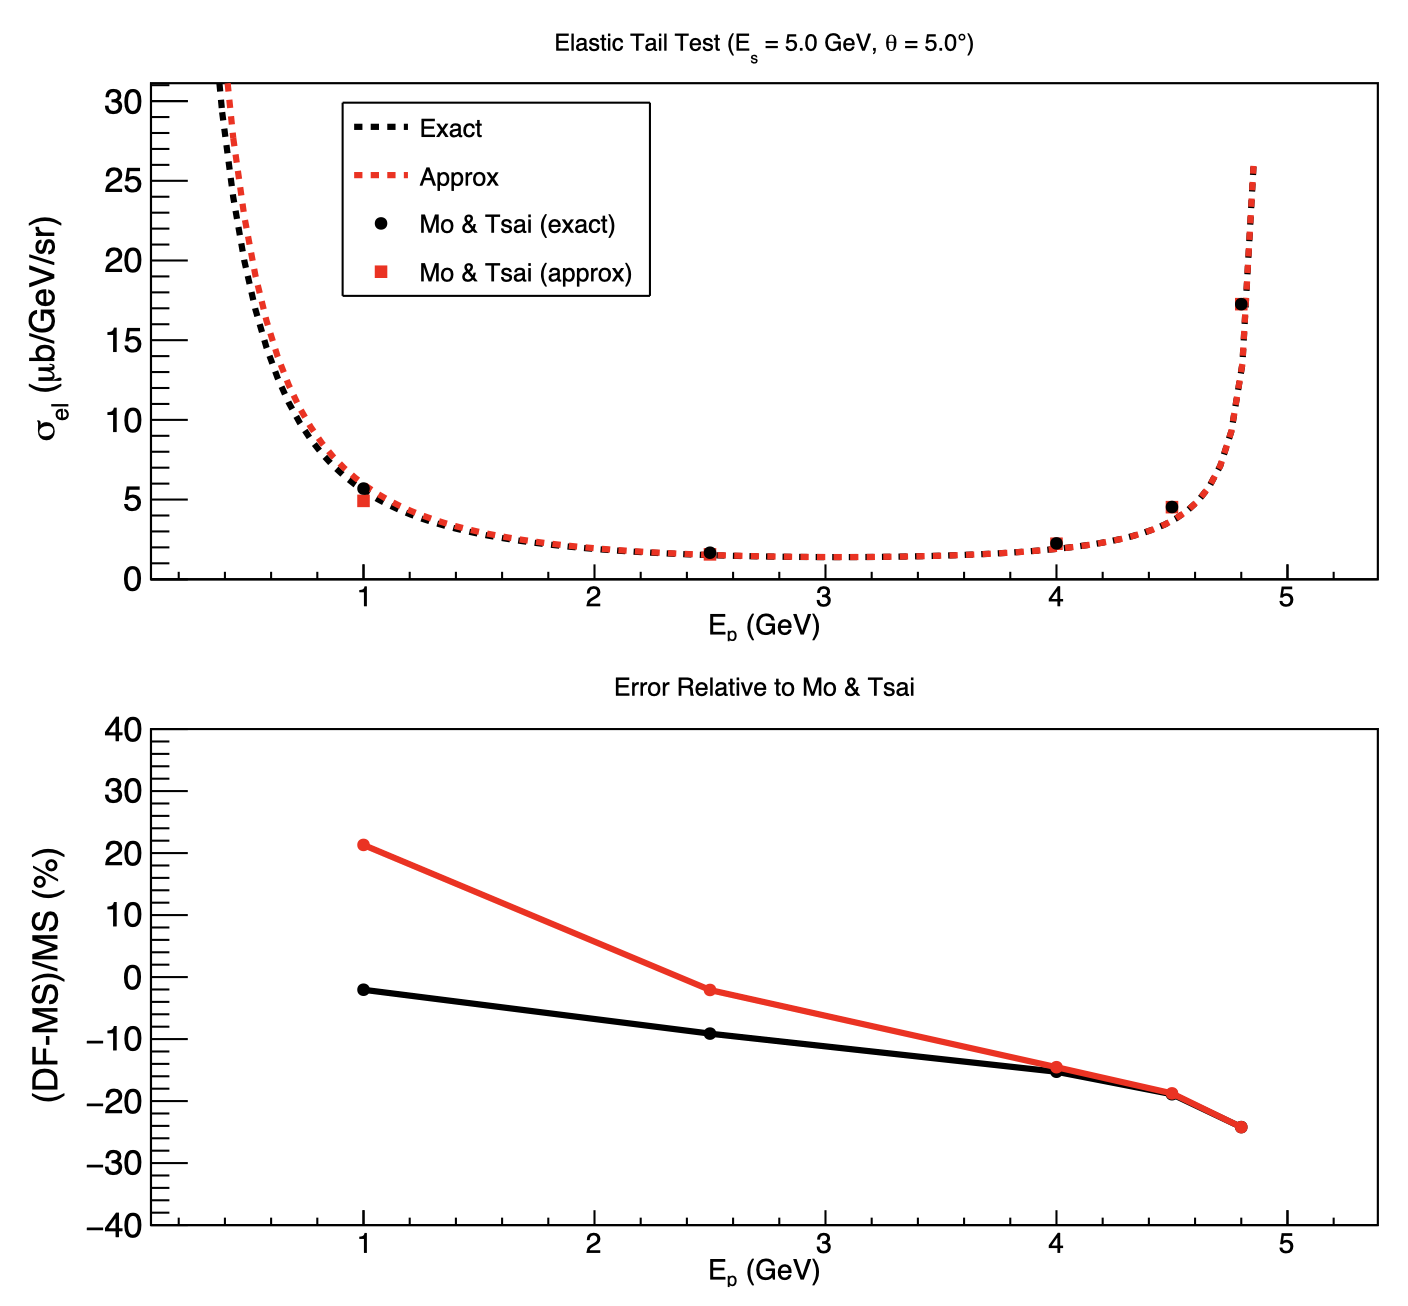 Elastic Tail Test (Es = 5.0 GeV, θ = 5.0°)
30
25
20
15
10
5
0
σel (μb/GeV/sr)
Exact
Approx
Mo & Tsai (exact)
Mo & Tsai (approx)
1 2 3 4 5
Ep (GeV)
Error Relative to Mo & Tsai
40
30
20
10
0
−10
−20
−30
−40
(DF-MS)/MS (%)
1 2 3 4 5
Ep (GeV)